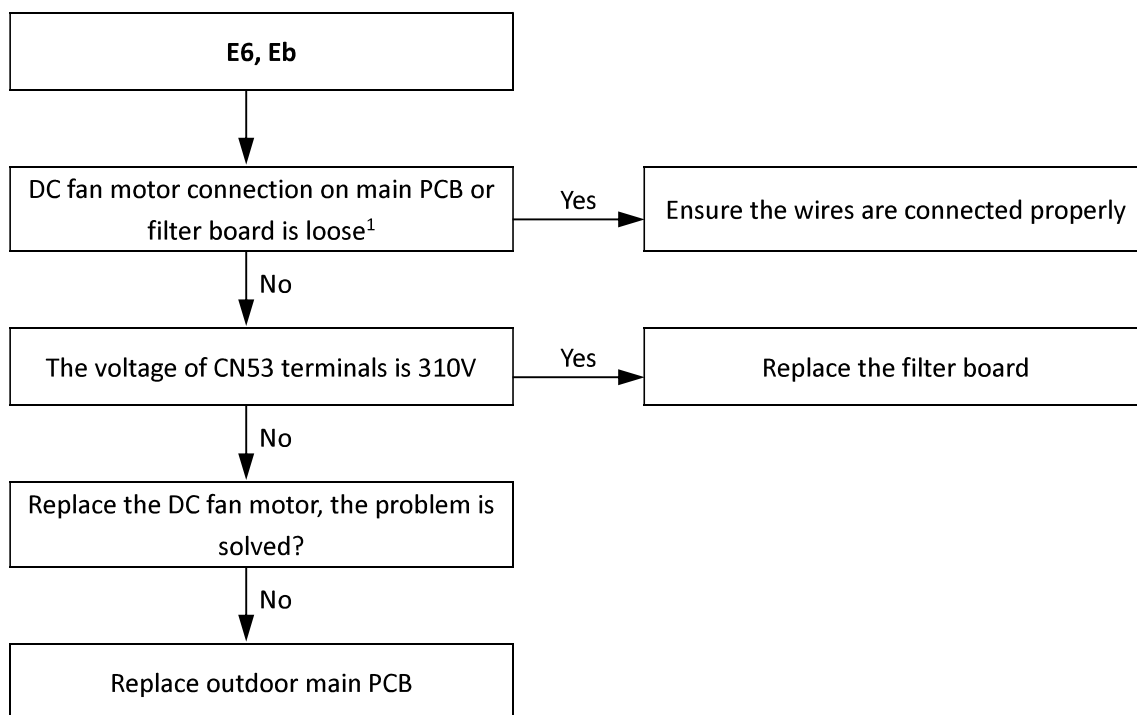 E6, Eb
DC fan motor connection on main PCB or
filter board is loose¹
Yes
Ensure the wires are connected properly
No
The voltage of CN53 terminals is 310V
Yes
Replace the filter board
No
Replace the DC fan motor, the problem is
solved?
No
Replace outdoor main PCB